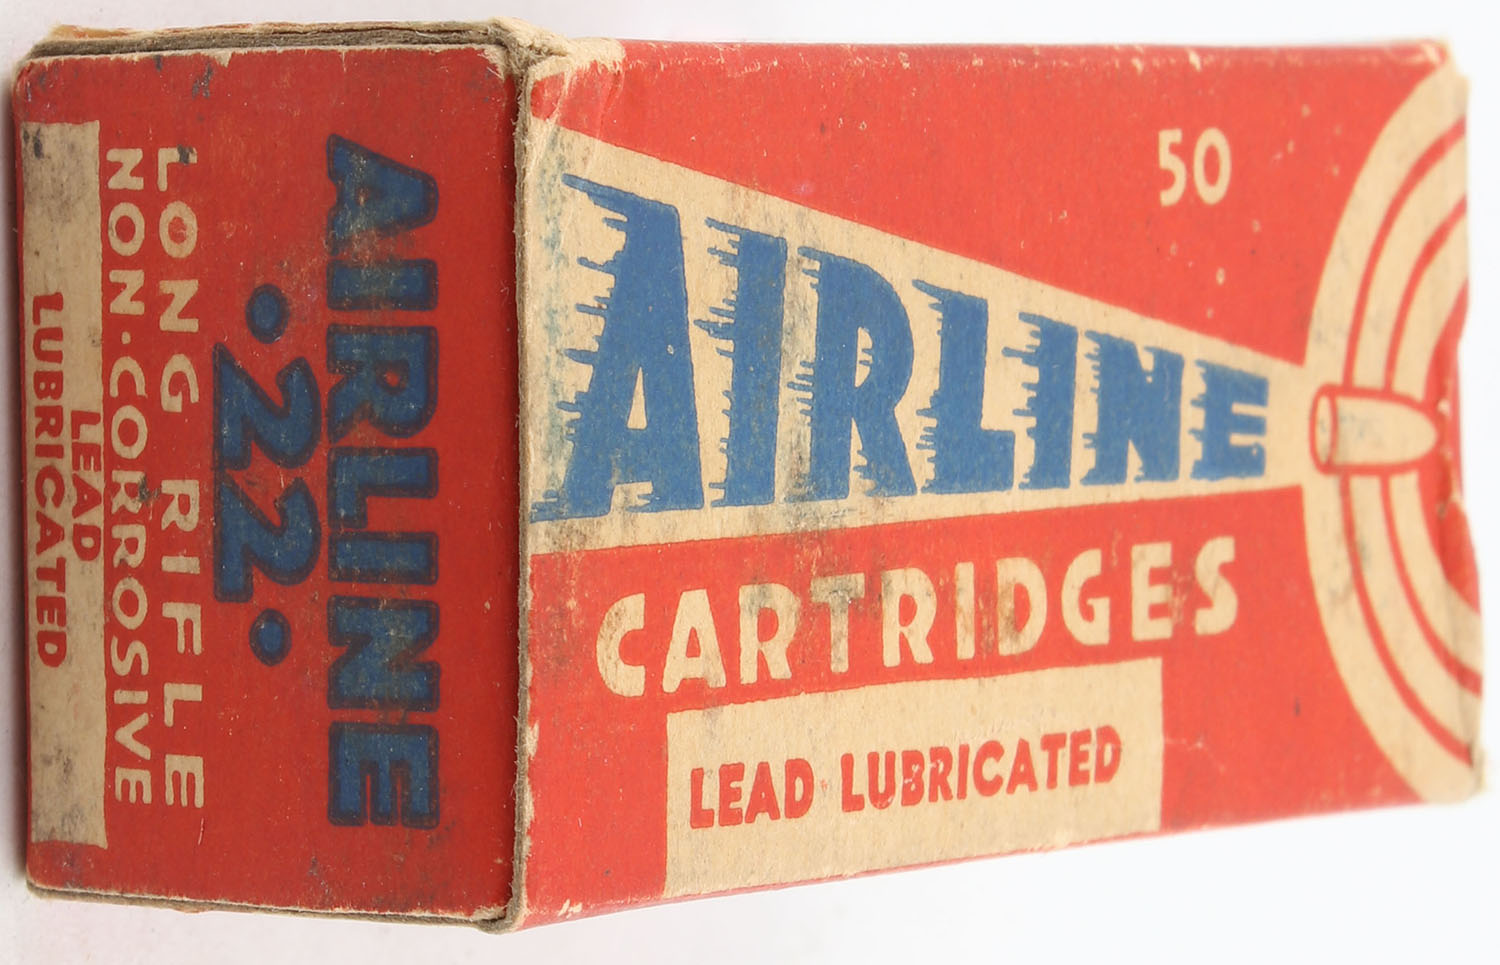 AIRLINE
.22.
LONG RIFLE
NON-CORROSIVE
LEAD
LUBRICATED
50
AIRLINE
CARTRIDGES
LEAD LUBRICATED